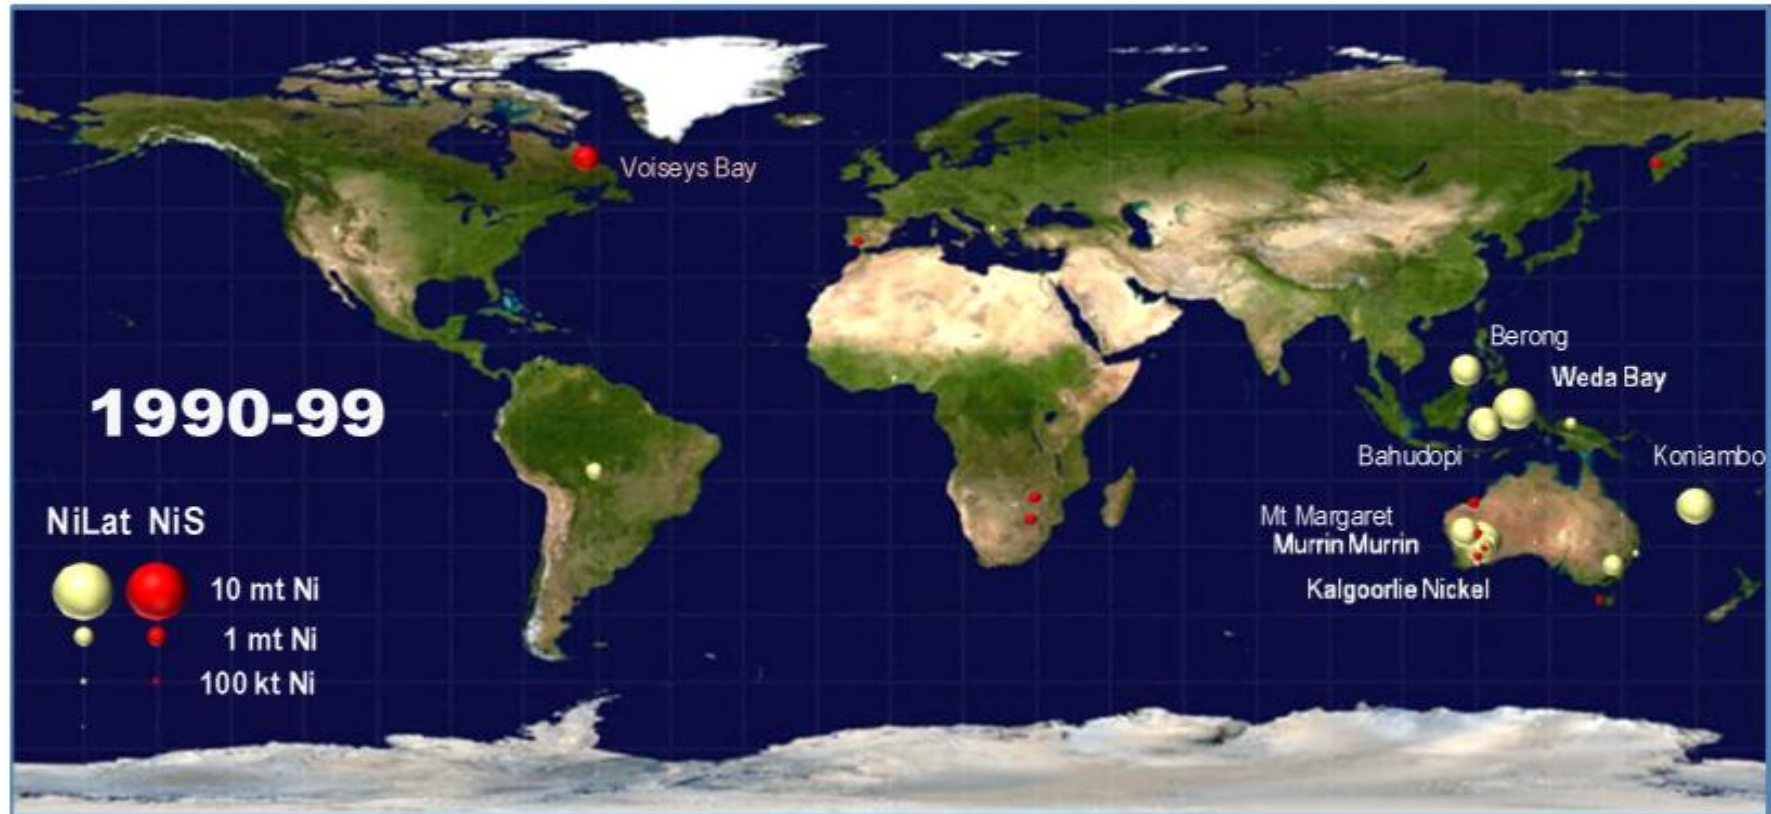 Voiseys Bay
Berong
Weda Bay
1990-99
Bahudopi
Koniambo
NiLat NiS
Mt Margaret
Murrin Murrin
10 mt Ni
Kalgoorlie Nickel
1 mt Ni
100 kt Ni